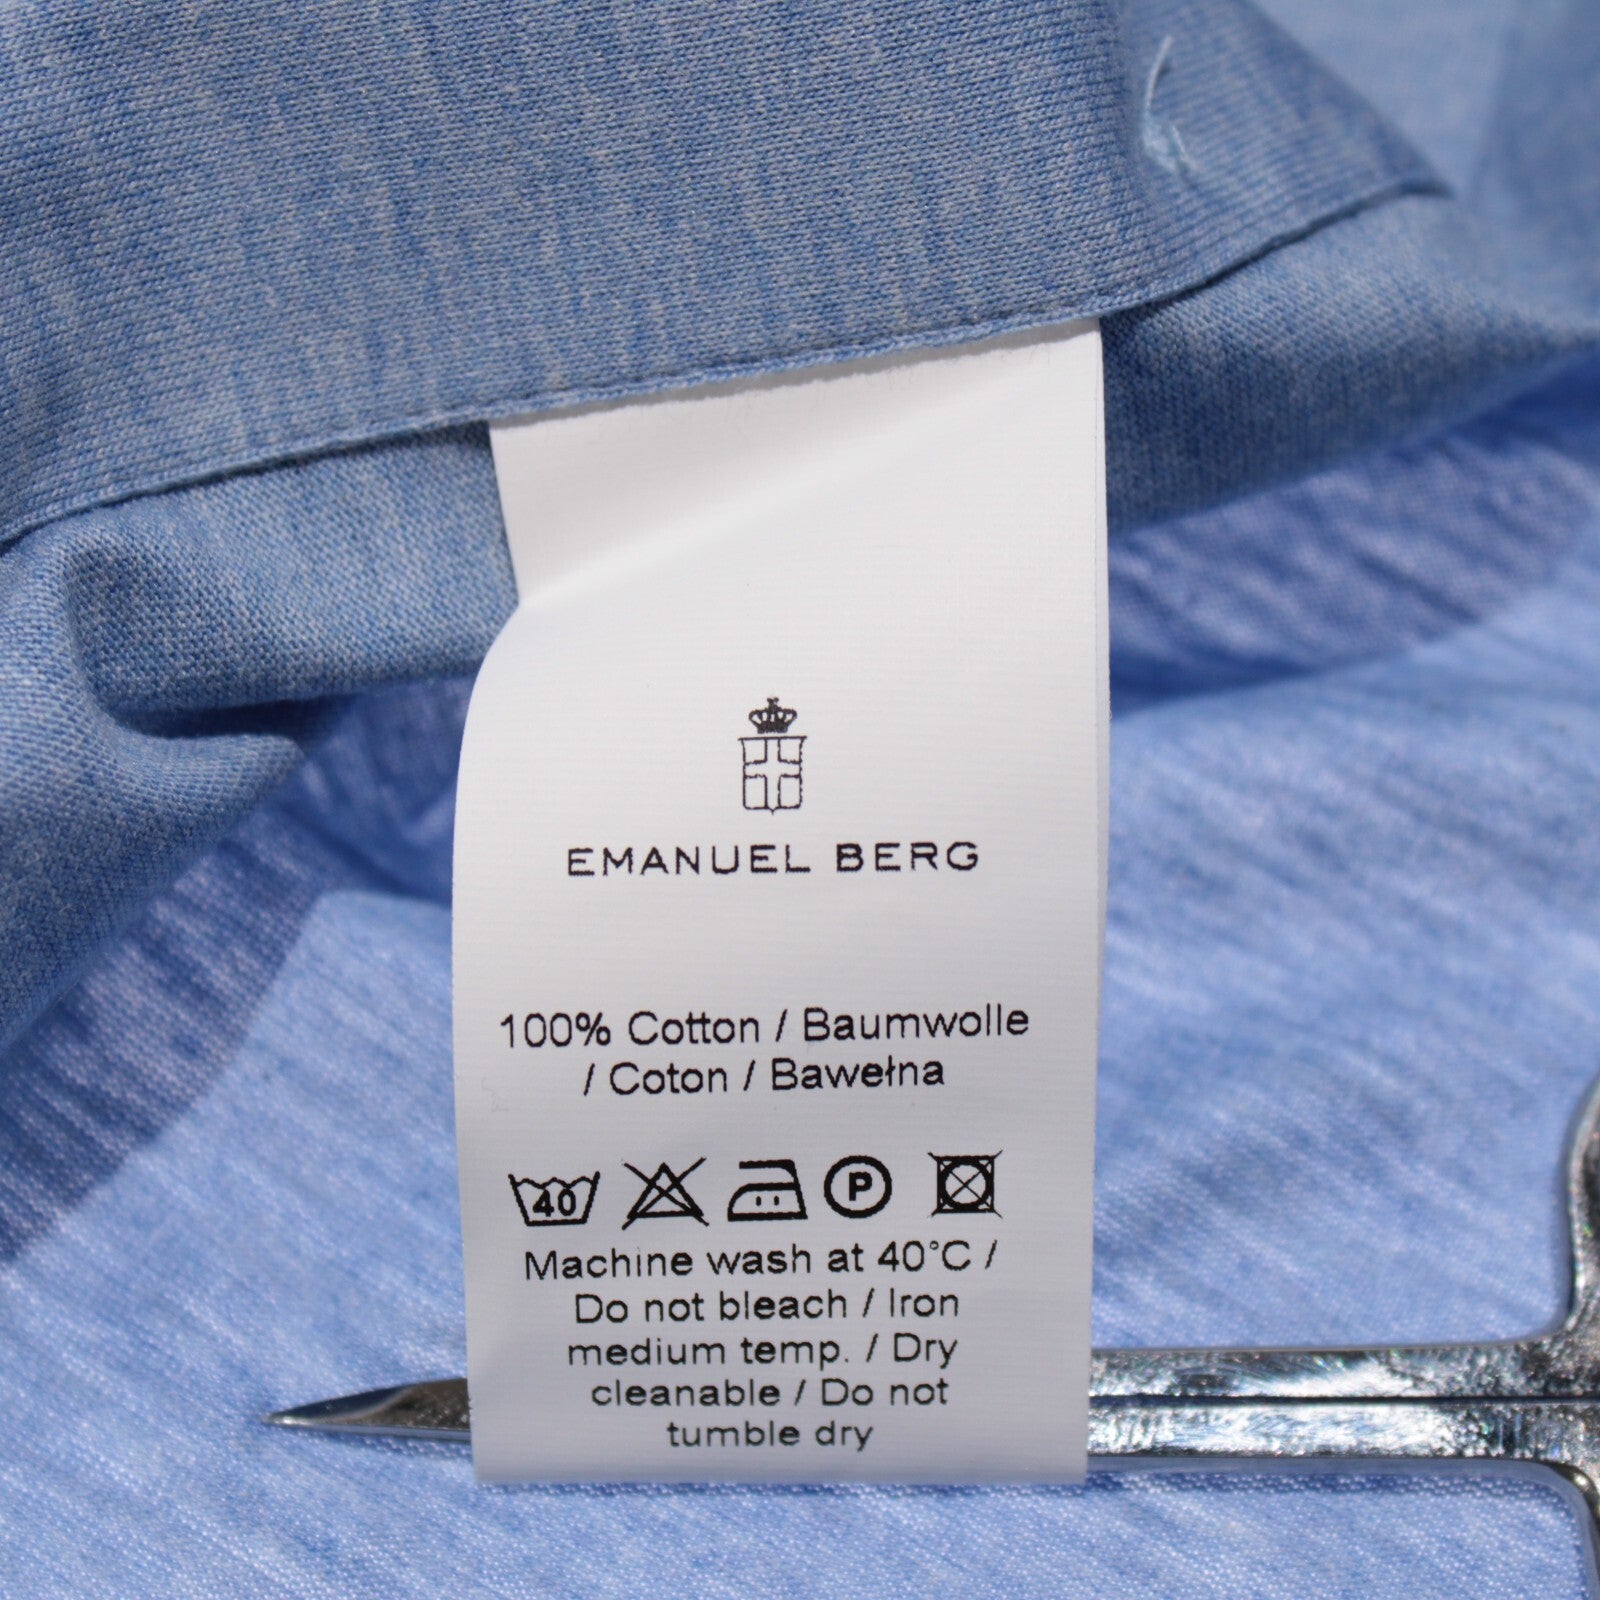 EMANUEL BERG
100% Cotton / Baumwolle
/ Coton / Bawełna
40 P
Machine wash at 40°C /
Do not bleach / Iron
medium temp. / Dry
cleanable / Do not
tumble dry